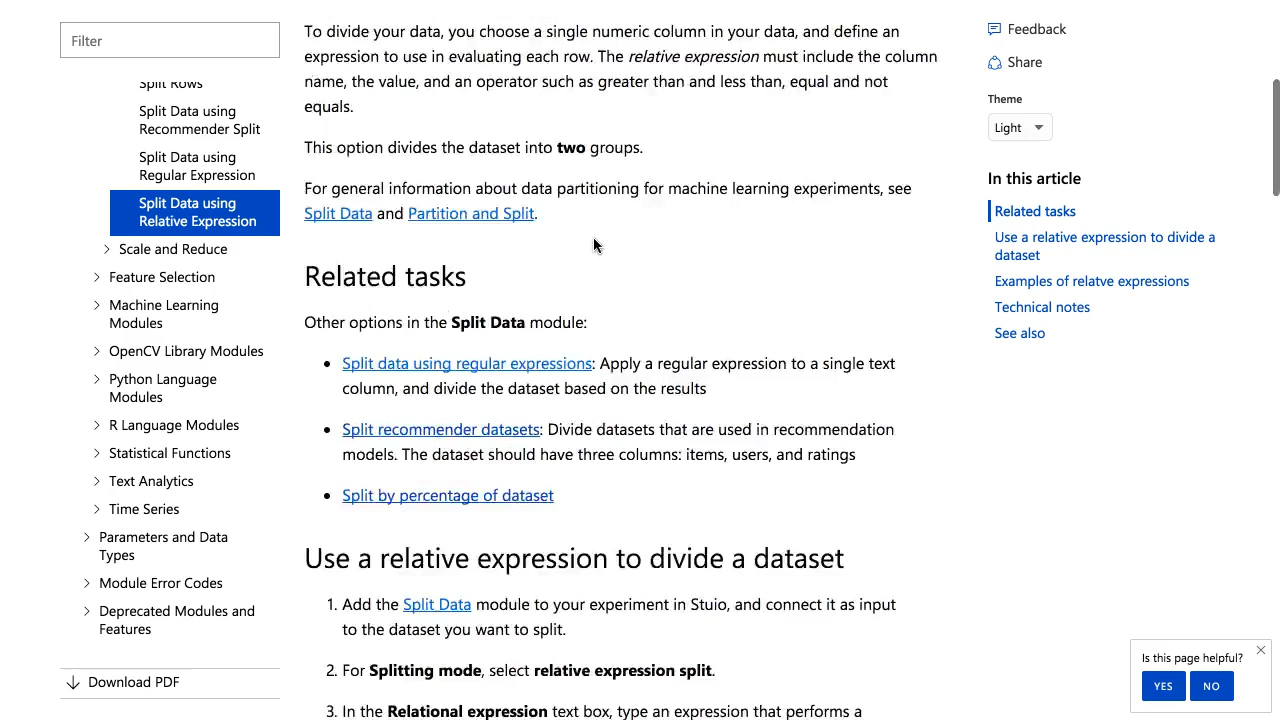 Filter
Split Rows
Split Data using
Recommender Split
Split Data using
Regular Expression
Split Data using
Relative Expression
Scale and Reduce
Feature Selection
Machine Learning
Modules
OpenCV Library Modules
Python Language
Modules
R Language Modules
Statistical Functions
Text Analytics
Time Series
Parameters and Data
Types
Module Error Codes
Deprecated Modules and
Features
Download PDF
To divide your data, you choose a single numeric column in your data, and define an
expression to use in evaluating each row. The relative expression must include the column
name, the value, and an operator such as greater than and less than, equal and not
equals.
This option divides the dataset into two groups.
For general information about data partitioning for machine learning experiments, see
Split Data and Partition and Split.
Related tasks
Other options in the Split Data module:
• Split data using regular expressions: Apply a regular expression to a single text
column, and divide the dataset based on the results
• Split recommender datasets: Divide datasets that are used in recommendation
models. The dataset should have three columns: items, users, and ratings
• Split by percentage of dataset
Use a relative expression to divide a dataset
1. Add the Split Data module to your experiment in Stuio, and connect it as input
to the dataset you want to split.
2. For Splitting mode, select relative expression split.
3. In the Relational expression text box, type an expression that performs a
Feedback
Share
Theme
Light
In this article
Related tasks
Use a relative expression to divide a
dataset
Examples of relatve expressions
Technical notes
See also
Is this page helpful?
YES
NO